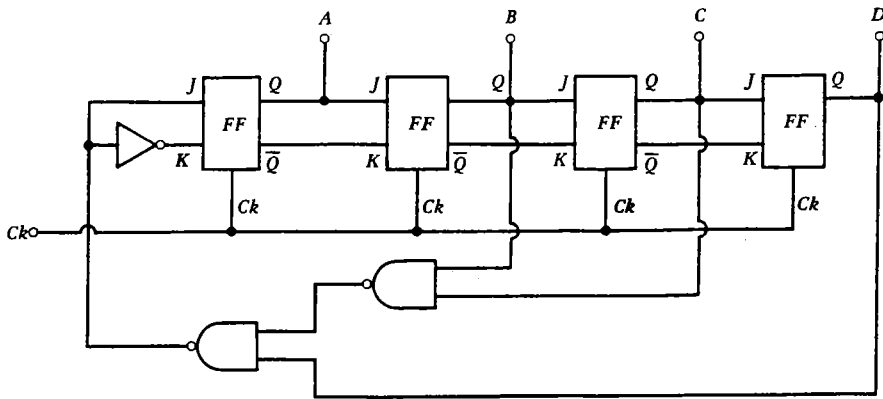 A B C D
J Q J Q J Q J Q
FF FF FF FF
K Q̅ K Q̅ K Q̅ K
Ck Ck Ck Ck
Ck